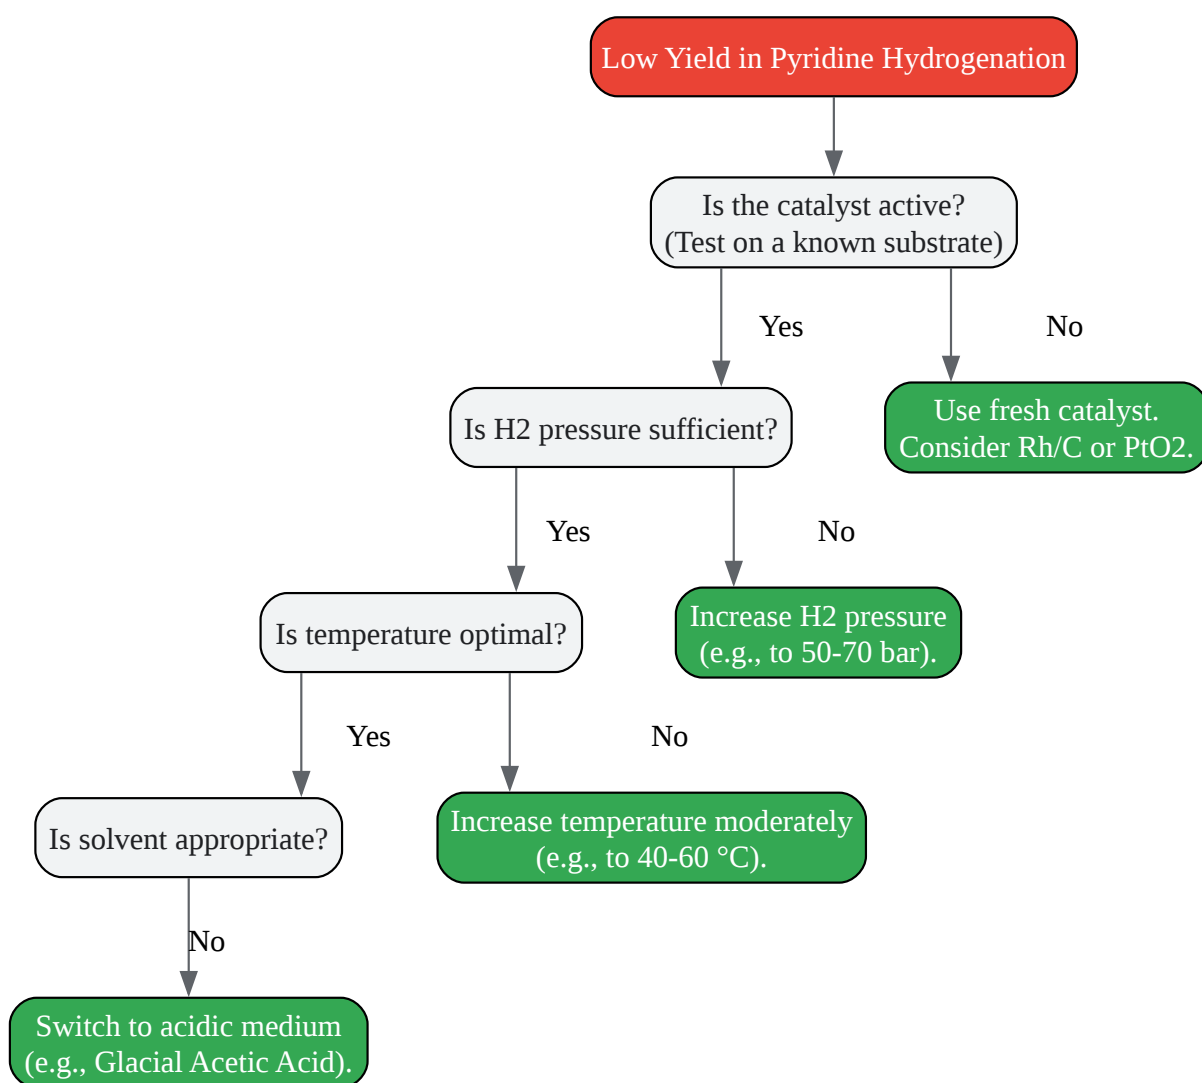 Low Yield in Pyridine Hydrogenation
Is the catalyst active?
(Test on a known substrate)
Yes
No
Is H2 pressure sufficient?
Use fresh catalyst.
Consider Rh/C or PtO2.
Yes
No
Is temperature optimal?
Increase H2 pressure
(e.g., to 50-70 bar).
Yes
No
Is solvent appropriate?
Increase temperature moderately
(e.g., to 40-60 °C).
No
Switch to acidic medium
(e.g., Glacial Acetic Acid).